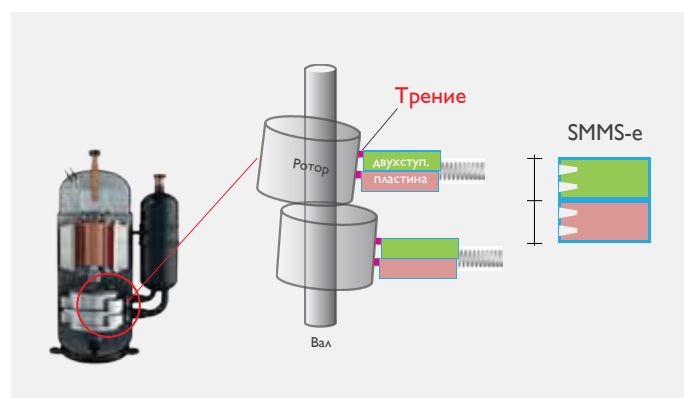 Трение
SMMS-e
Ротор
двухступ.
пластина
Вал